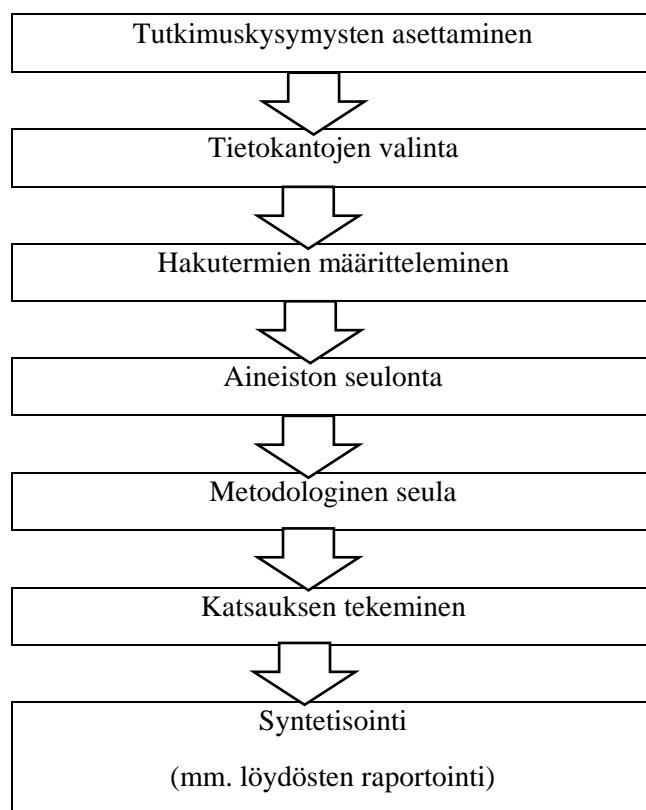 Tutkimuskysymysten asettaminen
Tietokantojen valinta
Hakutermien määritteleminen
Aineiston seulonta
Metodologinen seula
Katsauksen tekeminen
Syntetisointi
(mm. löydösten raportointi)